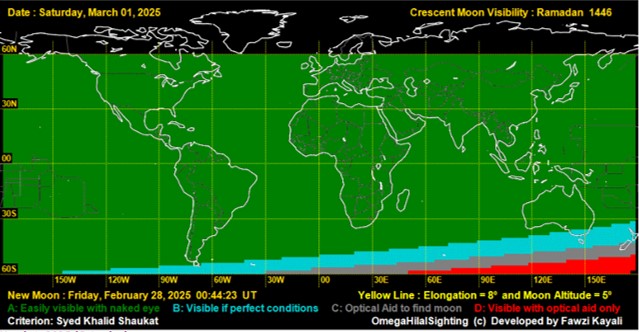 Date : Saturday, March 01, 2025
Crescent Moon Visibility : Ramadan 1446
60N
30N
00
30S
60S
150W 120W 90W 60W 30W 00 30E 60E 90E 120E 150E
New Moon : Friday, February 28, 2025 00:44:23 UT
Yellow Line : Elongation = 8° and Moon Altitude = 5°
A: Easily visible with naked eye B: Visible if perfect conditions C: Optical Aid to find moon D: Visible with optical aid only
Criterion: Syed Khalid Shaukat
OmegaHilalSighting (c) Developed by Fawzi Kayali